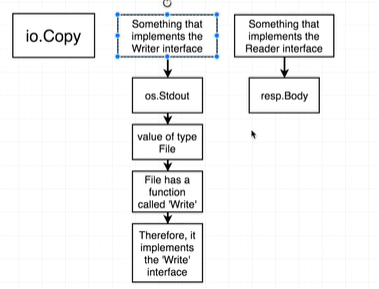 io.Copy
Something that
implements the
Writer interface
Something that
implements the
Reader interface
os.Stdout
resp.Body
value of type
File
File has a
function
called 'Write'
Therefore, it
implements
the 'Write'
interface